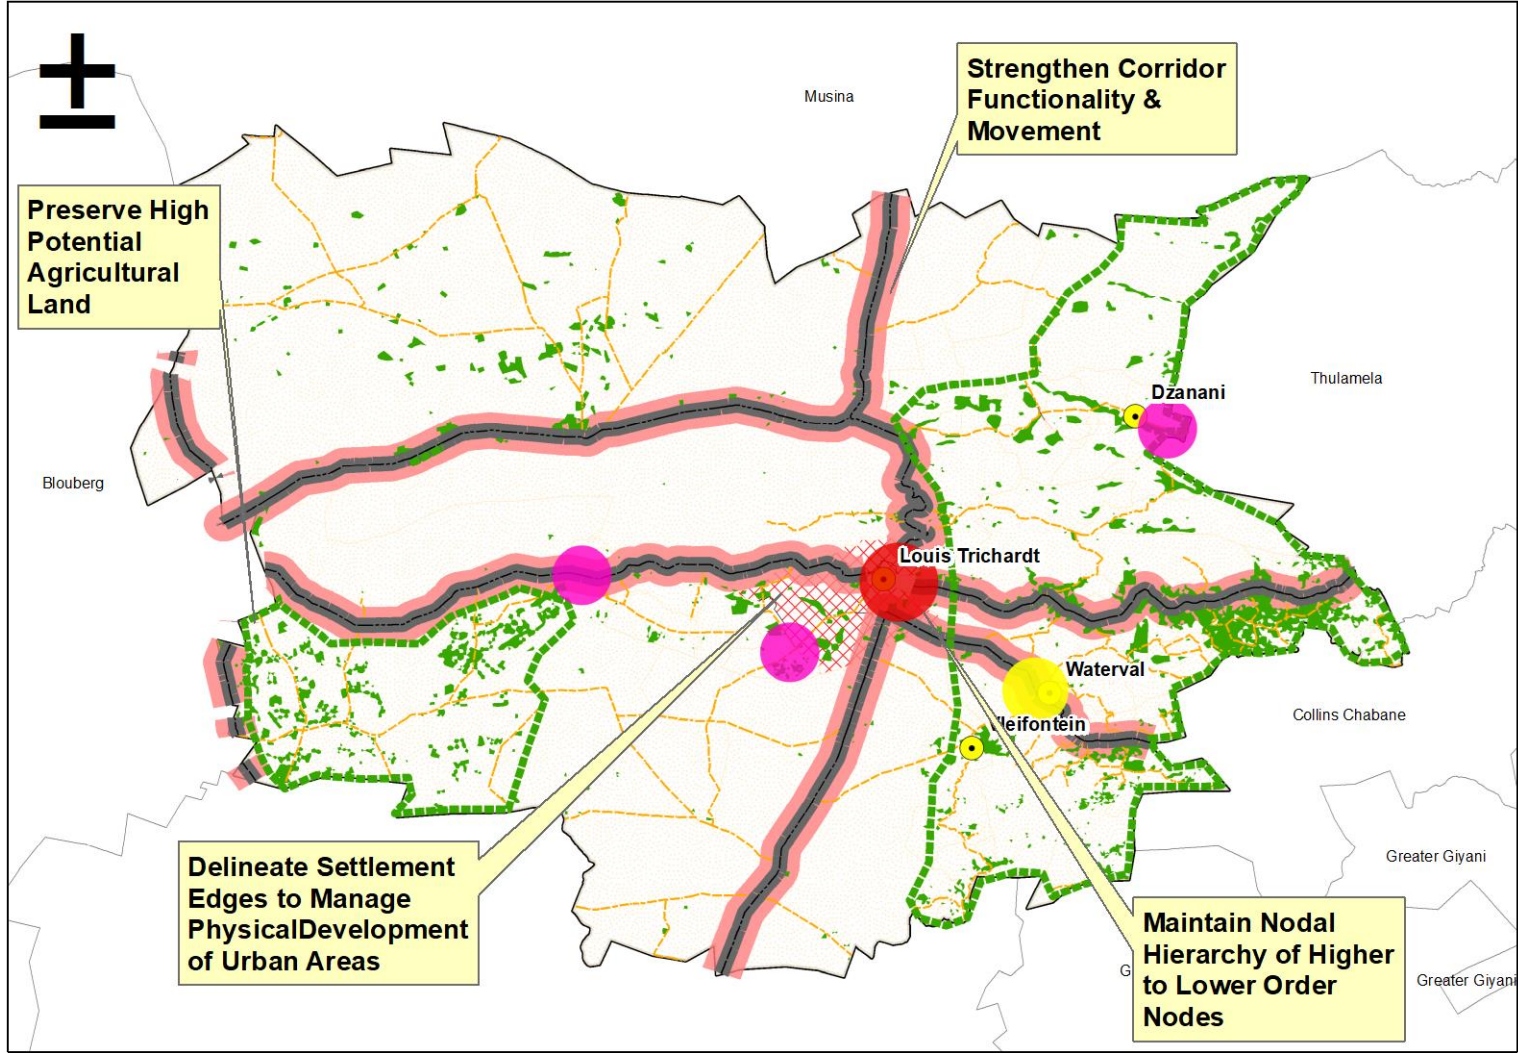 Strengthen Corridor
Functionality &
Movement
Musina
Preserve High
Potential
Agricultural
Land
Thulamela
Dzanani
Blouberg
Louis Trichardt
Waterval
Collins Chabane
leifontein
Greater Giyani
Delineate Settlement
Edges to Manage
PhysicalDevelopment
of Urban Areas
Maintain Nodal
Hierarchy of Higher
to Lower Order
Nodes
G
Greater Giyani